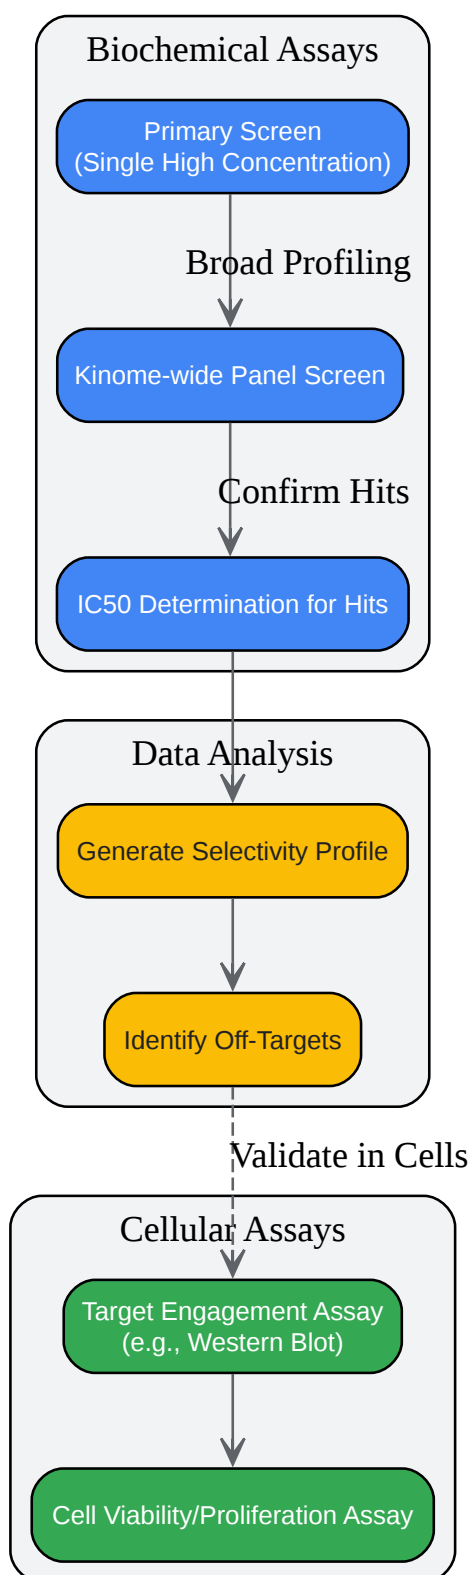 Biochemical Assays
Primary Screen
(Single High Concentration)
Broad Profiling
Kinome-wide Panel Screen
Confirm Hits
IC50 Determination for Hits
Data Analysis
Generate Selectivity Profile
Identify Off-Targets
Validate in Cells
Cellular Assays
Target Engagement Assay
(e.g., Western Blot)
Cell Viability/Proliferation Assay